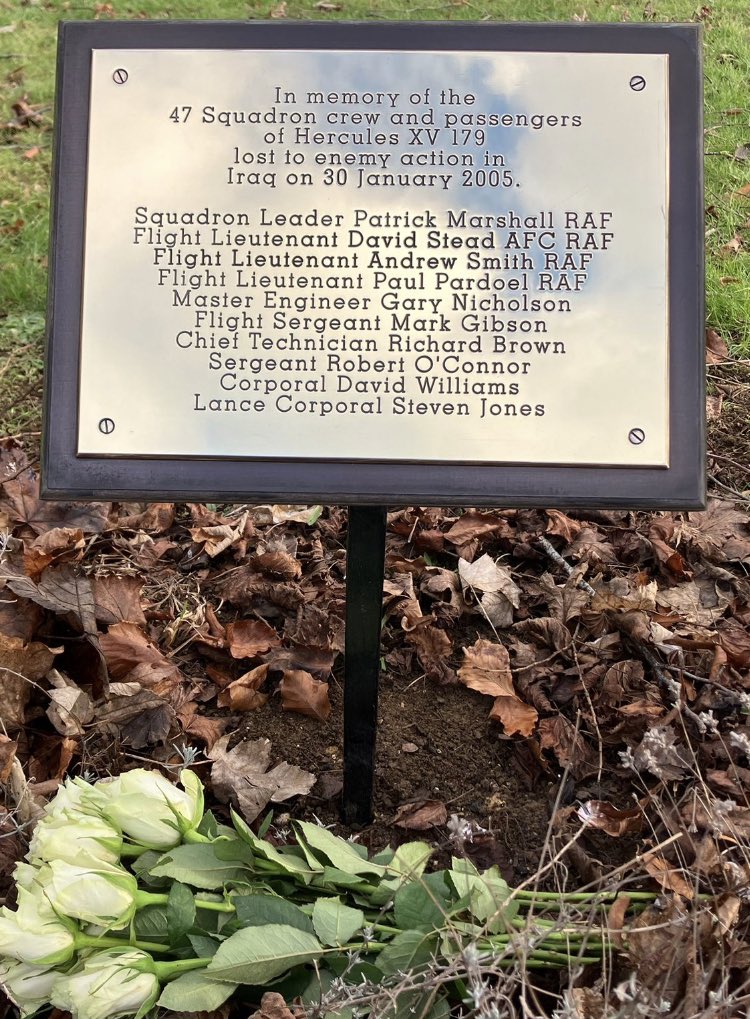 In memory of the
47 Squadron crew and passengers
of Hercules XV 179
lost to enemy action in
Iraq on 30 January 2005.
Squadron Leader Patrick Marshall RAF
Flight Lieutenant David Stead AFC RAF
Flight Lieutenant Andrew Smith RAF
Flight Lieutenant Paul Pardoel RAF
Master Engineer Gary Nicholson
Flight Sergeant Mark Gibson
Chief Technician Richard Brown
Sergeant Robert O'Connor
Corporal David Williams
Lance Corporal Steven Jones